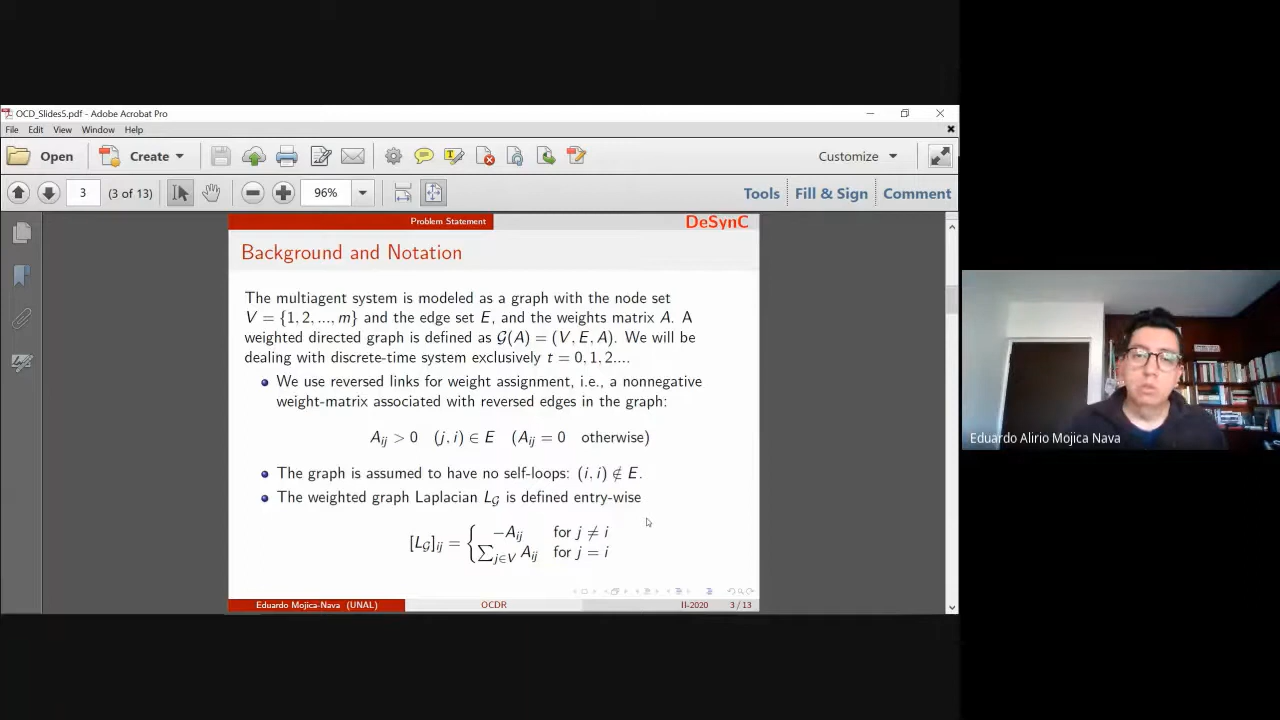 OCD_Slides5.pdf - Adobe Acrobat Pro
File Edit View Window Help
Open Create Customize
3 (3 of 13) 96% Tools Fill & Sign Comment
Problem Statement DeSynC
Background and Notation
The multiagent system is modeled as a graph with the node set
V = {1, 2, ..., m} and the edge set E, and the weights matrix A. A
weighted directed graph is defined as 𝒢(A) = (V, E, A). We will be
dealing with discrete-time system exclusively t = 0, 1, 2....
We use reversed links for weight assignment, i.e., a nonnegative
weight-matrix associated with reversed edges in the graph:
A_ij > 0 (j, i) ∈ E (A_ij = 0 otherwise)
The graph is assumed to have no self-loops: (i, i) ∉ E.
The weighted graph Laplacian L_𝒢 is defined entry-wise
[L_𝒢]_ij = { −A_ij for j ≠ i
∑_j∈V A_ij for j = i
Eduardo Mojica-Nava (UNAL) OCDR II-2020 3 / 13
Eduardo Alirio Mojica Nava